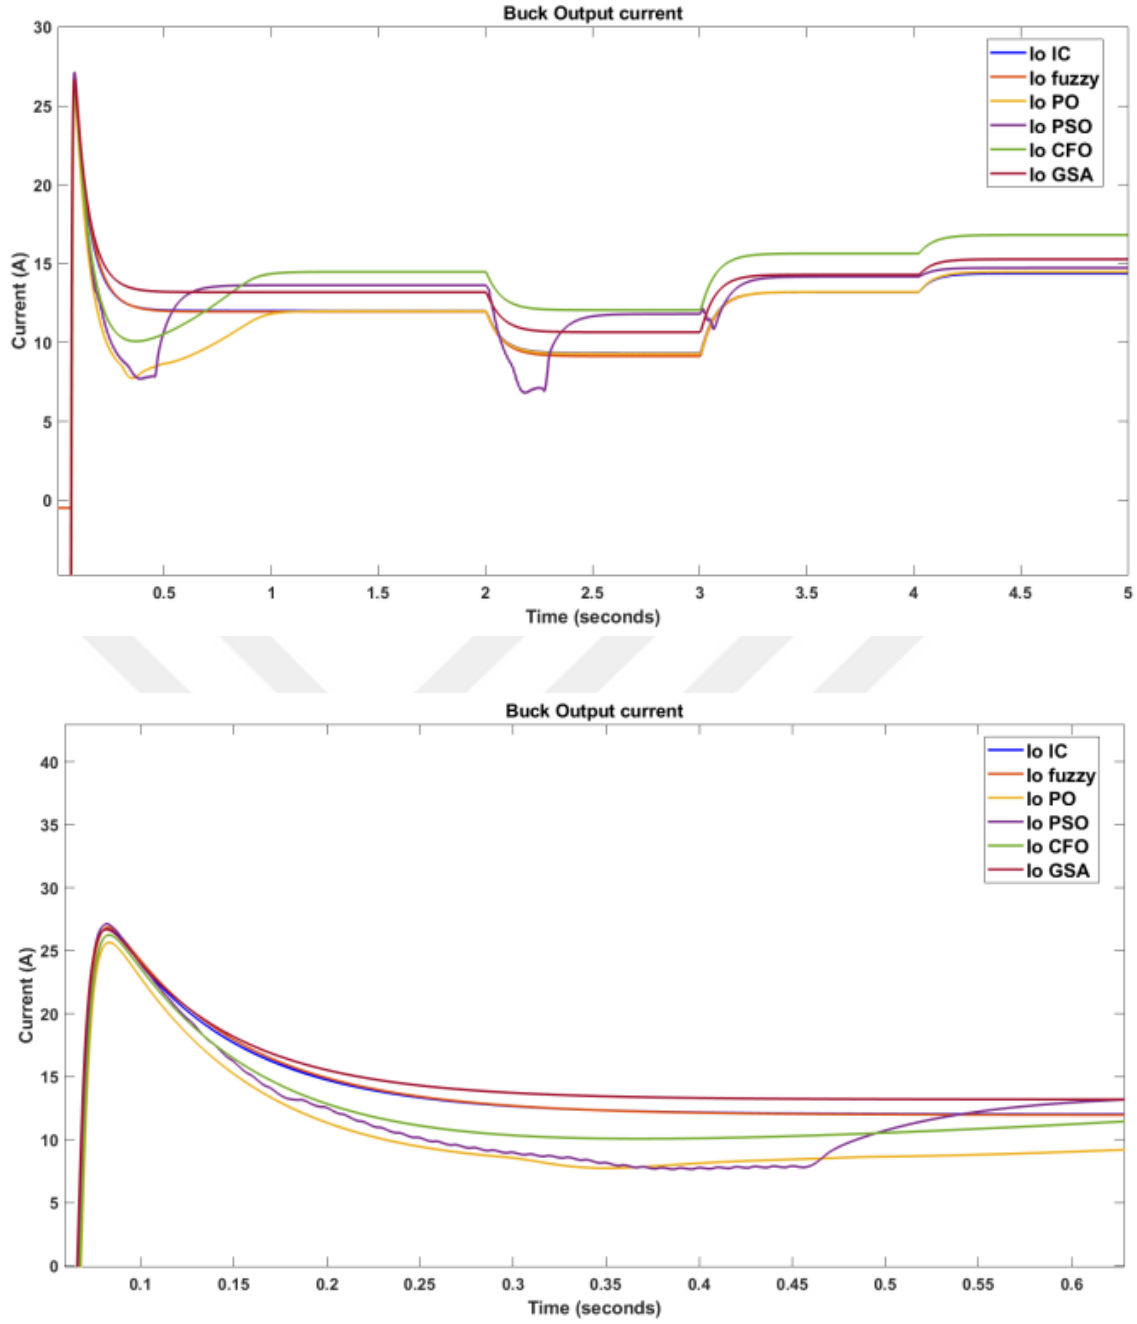 Buck Output current
30
25
20
15
10
5
0
Current (A)
Io IC
Io fuzzy
Io PO
Io PSO
Io CFO
Io GSA
0.5 1 1.5 2 2.5 3 3.5 4 4.5 5
Time (seconds)
Buck Output current
40
35
30
25
20
15
10
5
0
Current (A)
Io IC
Io fuzzy
Io PO
Io PSO
Io CFO
Io GSA
0.1 0.15 0.2 0.25 0.3 0.35 0.4 0.45 0.5 0.55 0.6
Time (seconds)